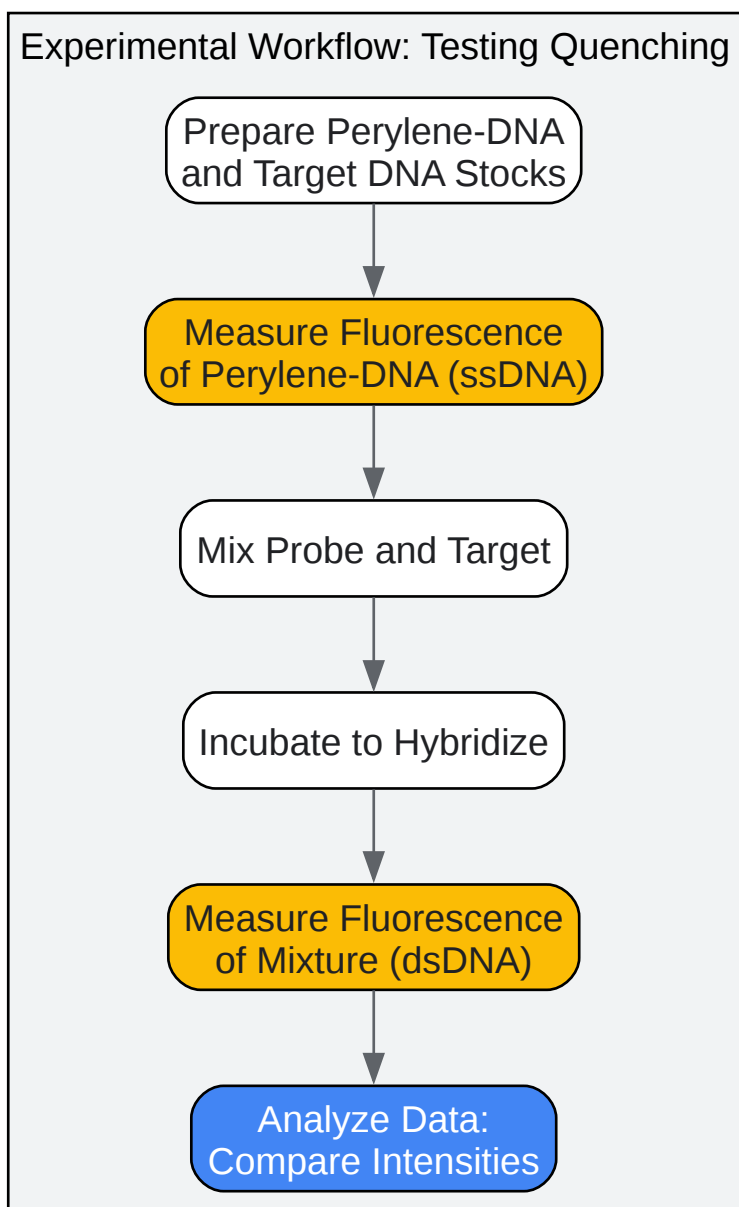 Experimental Workflow: Testing Quenching
Prepare Perylene-DNA
and Target DNA Stocks
Measure Fluorescence
of Perylene-DNA (ssDNA)
Mix Probe and Target
Incubate to Hybridize
Measure Fluorescence
of Mixture (dsDNA)
Analyze Data:
Compare Intensities